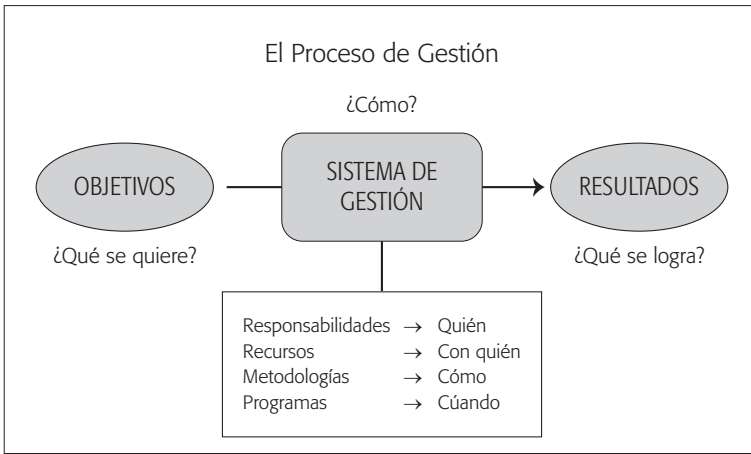 El Proceso de Gestión
¿Cómo?
OBJETIVOS
SISTEMA DE
GESTIÓN
RESULTADOS
¿Qué se quiere?
¿Qué se logra?
Responsabilidades → Quién
Recursos → Con quién
Metodologías → Cómo
Programas → Cúando